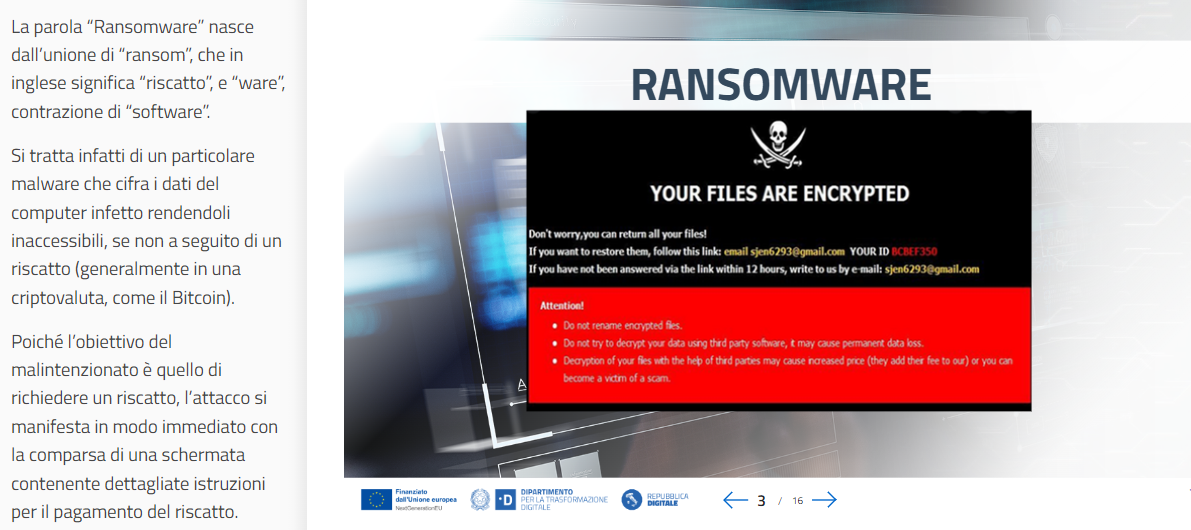 La parola “Ransomware” nasce
dall’unione di “ransom”, che in
inglese significa “riscatto”, e “ware”,
contrazione di “software”.
Si tratta infatti di un particolare
malware che cifra i dati del
computer infetto rendendoli
inaccessibili, se non a seguito di un
riscatto (generalmente in una
criptovaluta, come il Bitcoin).
Poiché l’obiettivo del
malintenzionato è quello di
richiedere un riscatto, l’attacco si
manifesta in modo immediato con
la comparsa di una schermata
contenente dettagliate istruzioni
per il pagamento del riscatto.
RANSOMWARE
YOUR FILES ARE ENCRYPTED
Don't worry,you can return all your files!
If you want to restore them, follow this link: email sjen6293@gmail.com YOUR ID BCBEF350
If you have not been answered via the link within 12 hours, write to us by e-mail: sjen6293@gmail.com
Attention!
• Do not rename encrypted files.
• Do not try to decrypt your data using third party software, it may cause permanent data loss.
• Decryption of your files with the help of third parties may cause increased price (they add their fee to our) or you can
become a victim of a scam.
A
Finanziato
dall'Unione europea
NextGenerationEU
•D
DIPARTIMENTO
PER LA TRASFORMAZIONE
DIGITALE
REPUBBLICA
DIGITALE
3 / 16